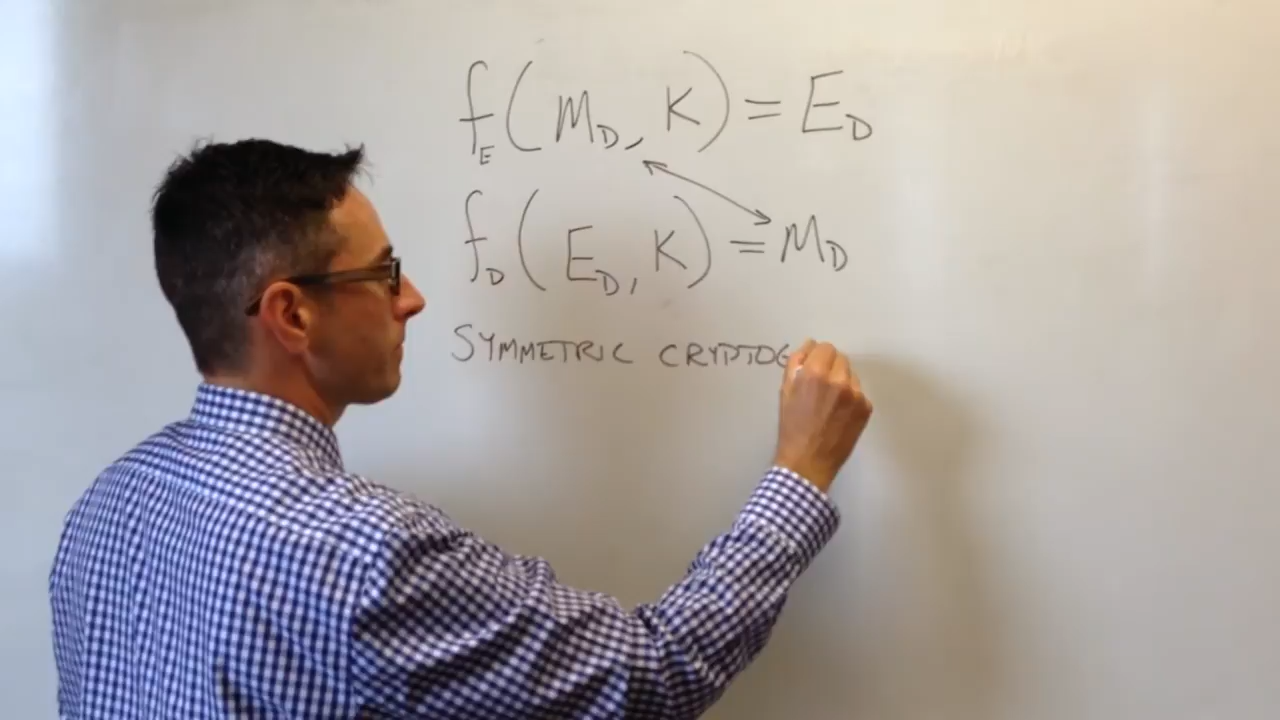 f_E(M_D, K) = E_D
f_D(E_D, K) = M_D
SYMMETRIC CRYPTOG